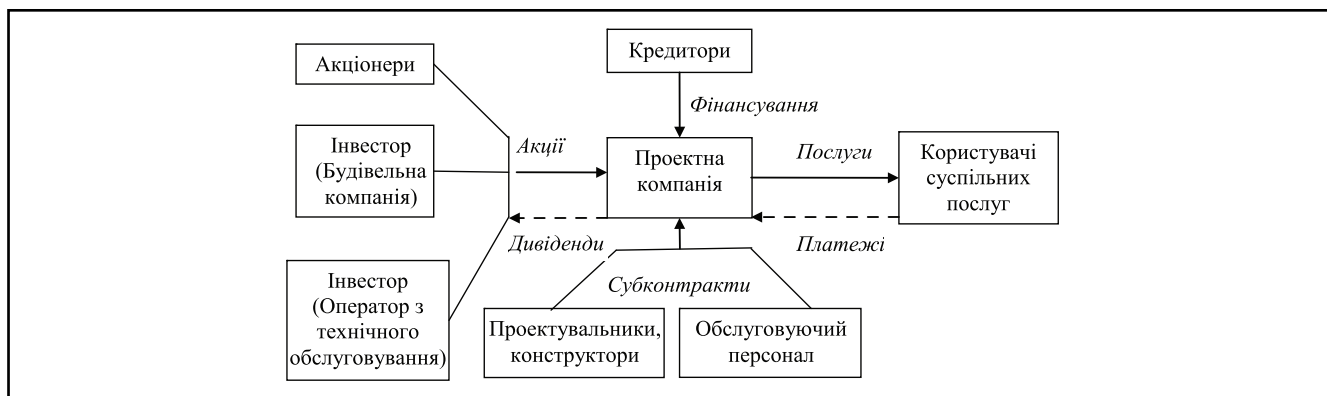 Кредитори
Акціонери
Фінансування
Інвестор
(Будівельна
компанія)
Акції
Проектна
компанія
Послуги
Користувачі
суспільних
послуг
Дивіденди
Платежі
Інвестор
(Оператор з
технічного
обслуговування)
Субконтракти
Проектувальники,
конструктори
Обслуговуючий
персонал